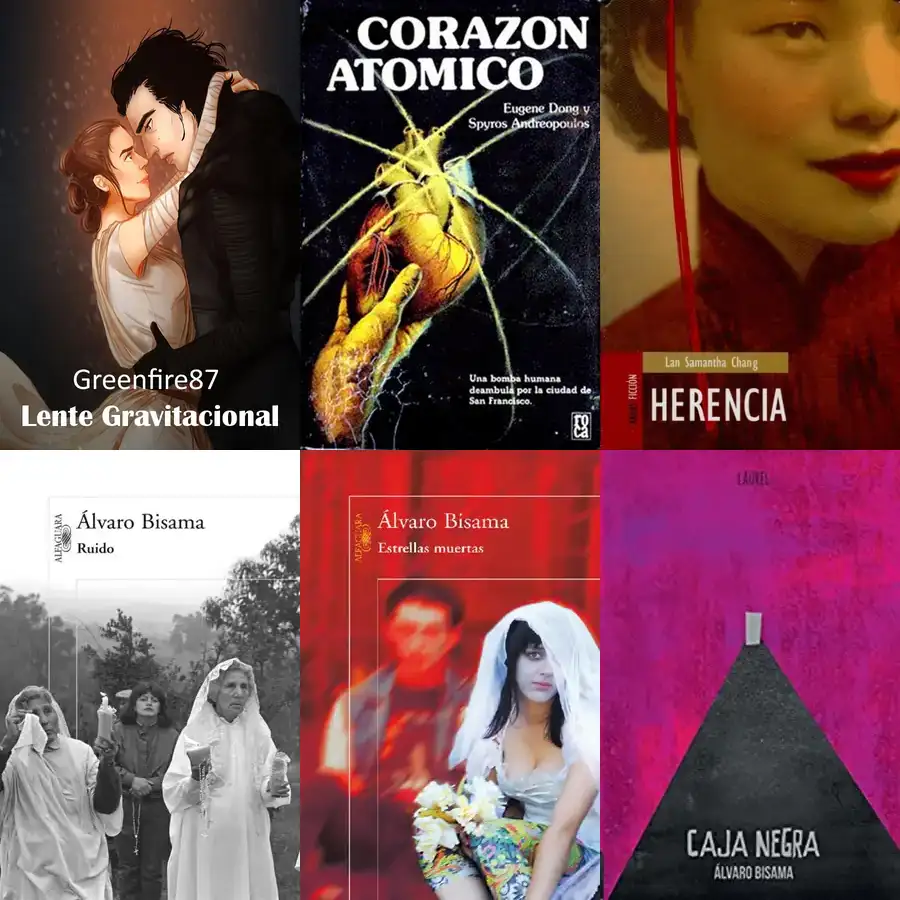 Greenfire87
Lente Gravitacional
CORAZON
ATOMICO
Eugene Dong y
Spyros Andreopoulos
Una bomba humana
deambula por la ciudad de
San Francisco.
roca
Lan Samantha Chang
FICCIÓN
HERENCIA
ALFAGUARA
Álvaro Bisama
Ruido
ALFAGUARA
Álvaro Bisama
Estrellas muertas
LAUREL
CAJA NEGRA
ÁLVARO BISAMA